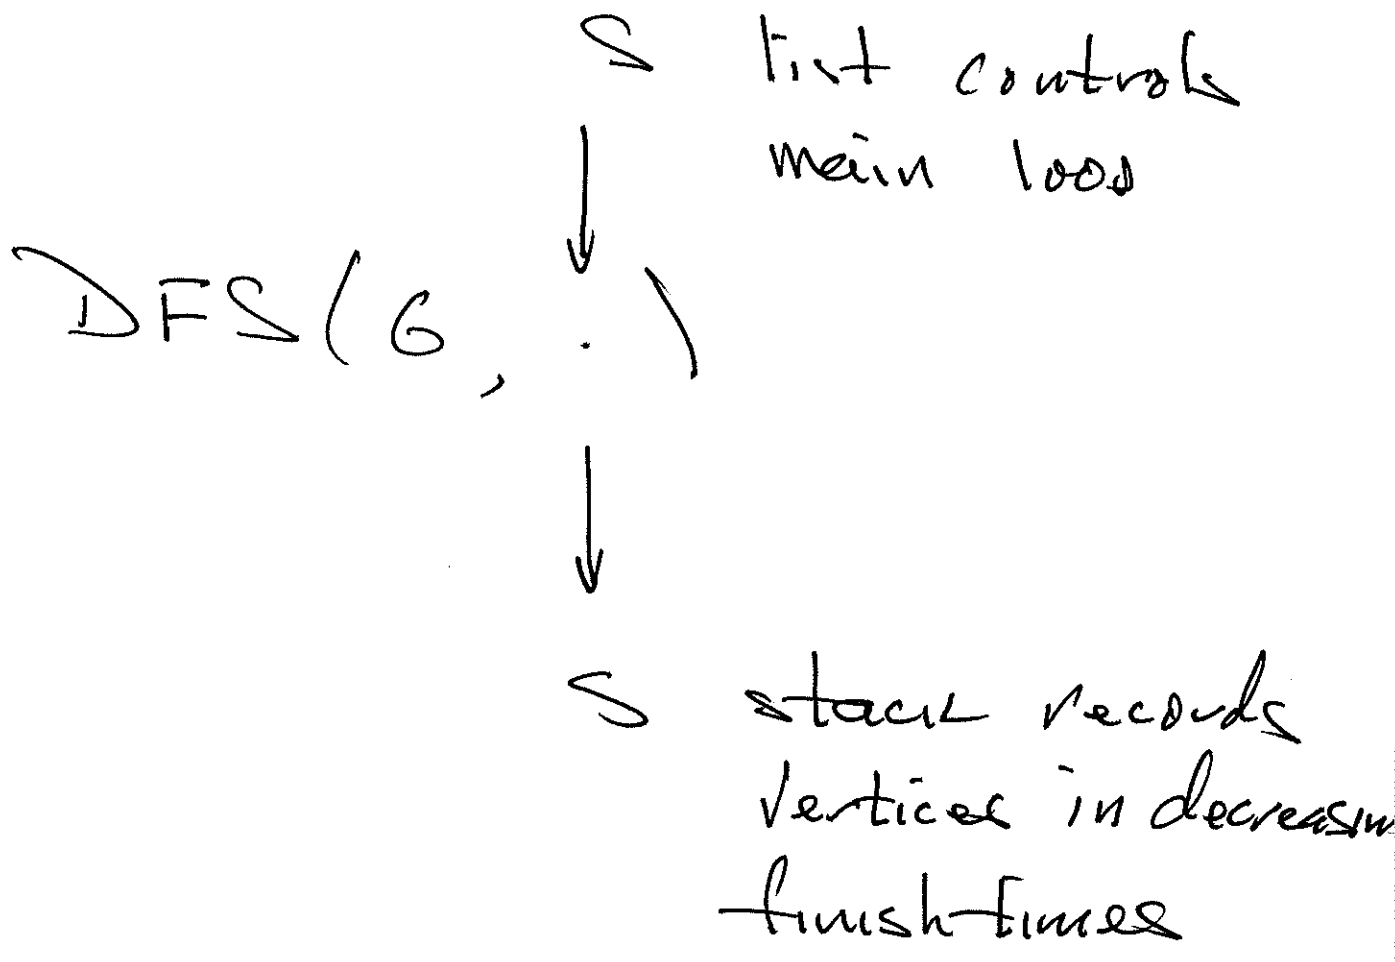 S list controls
main loop
DFS(G, ·)
S stack records
vertices in decreasin
finish times